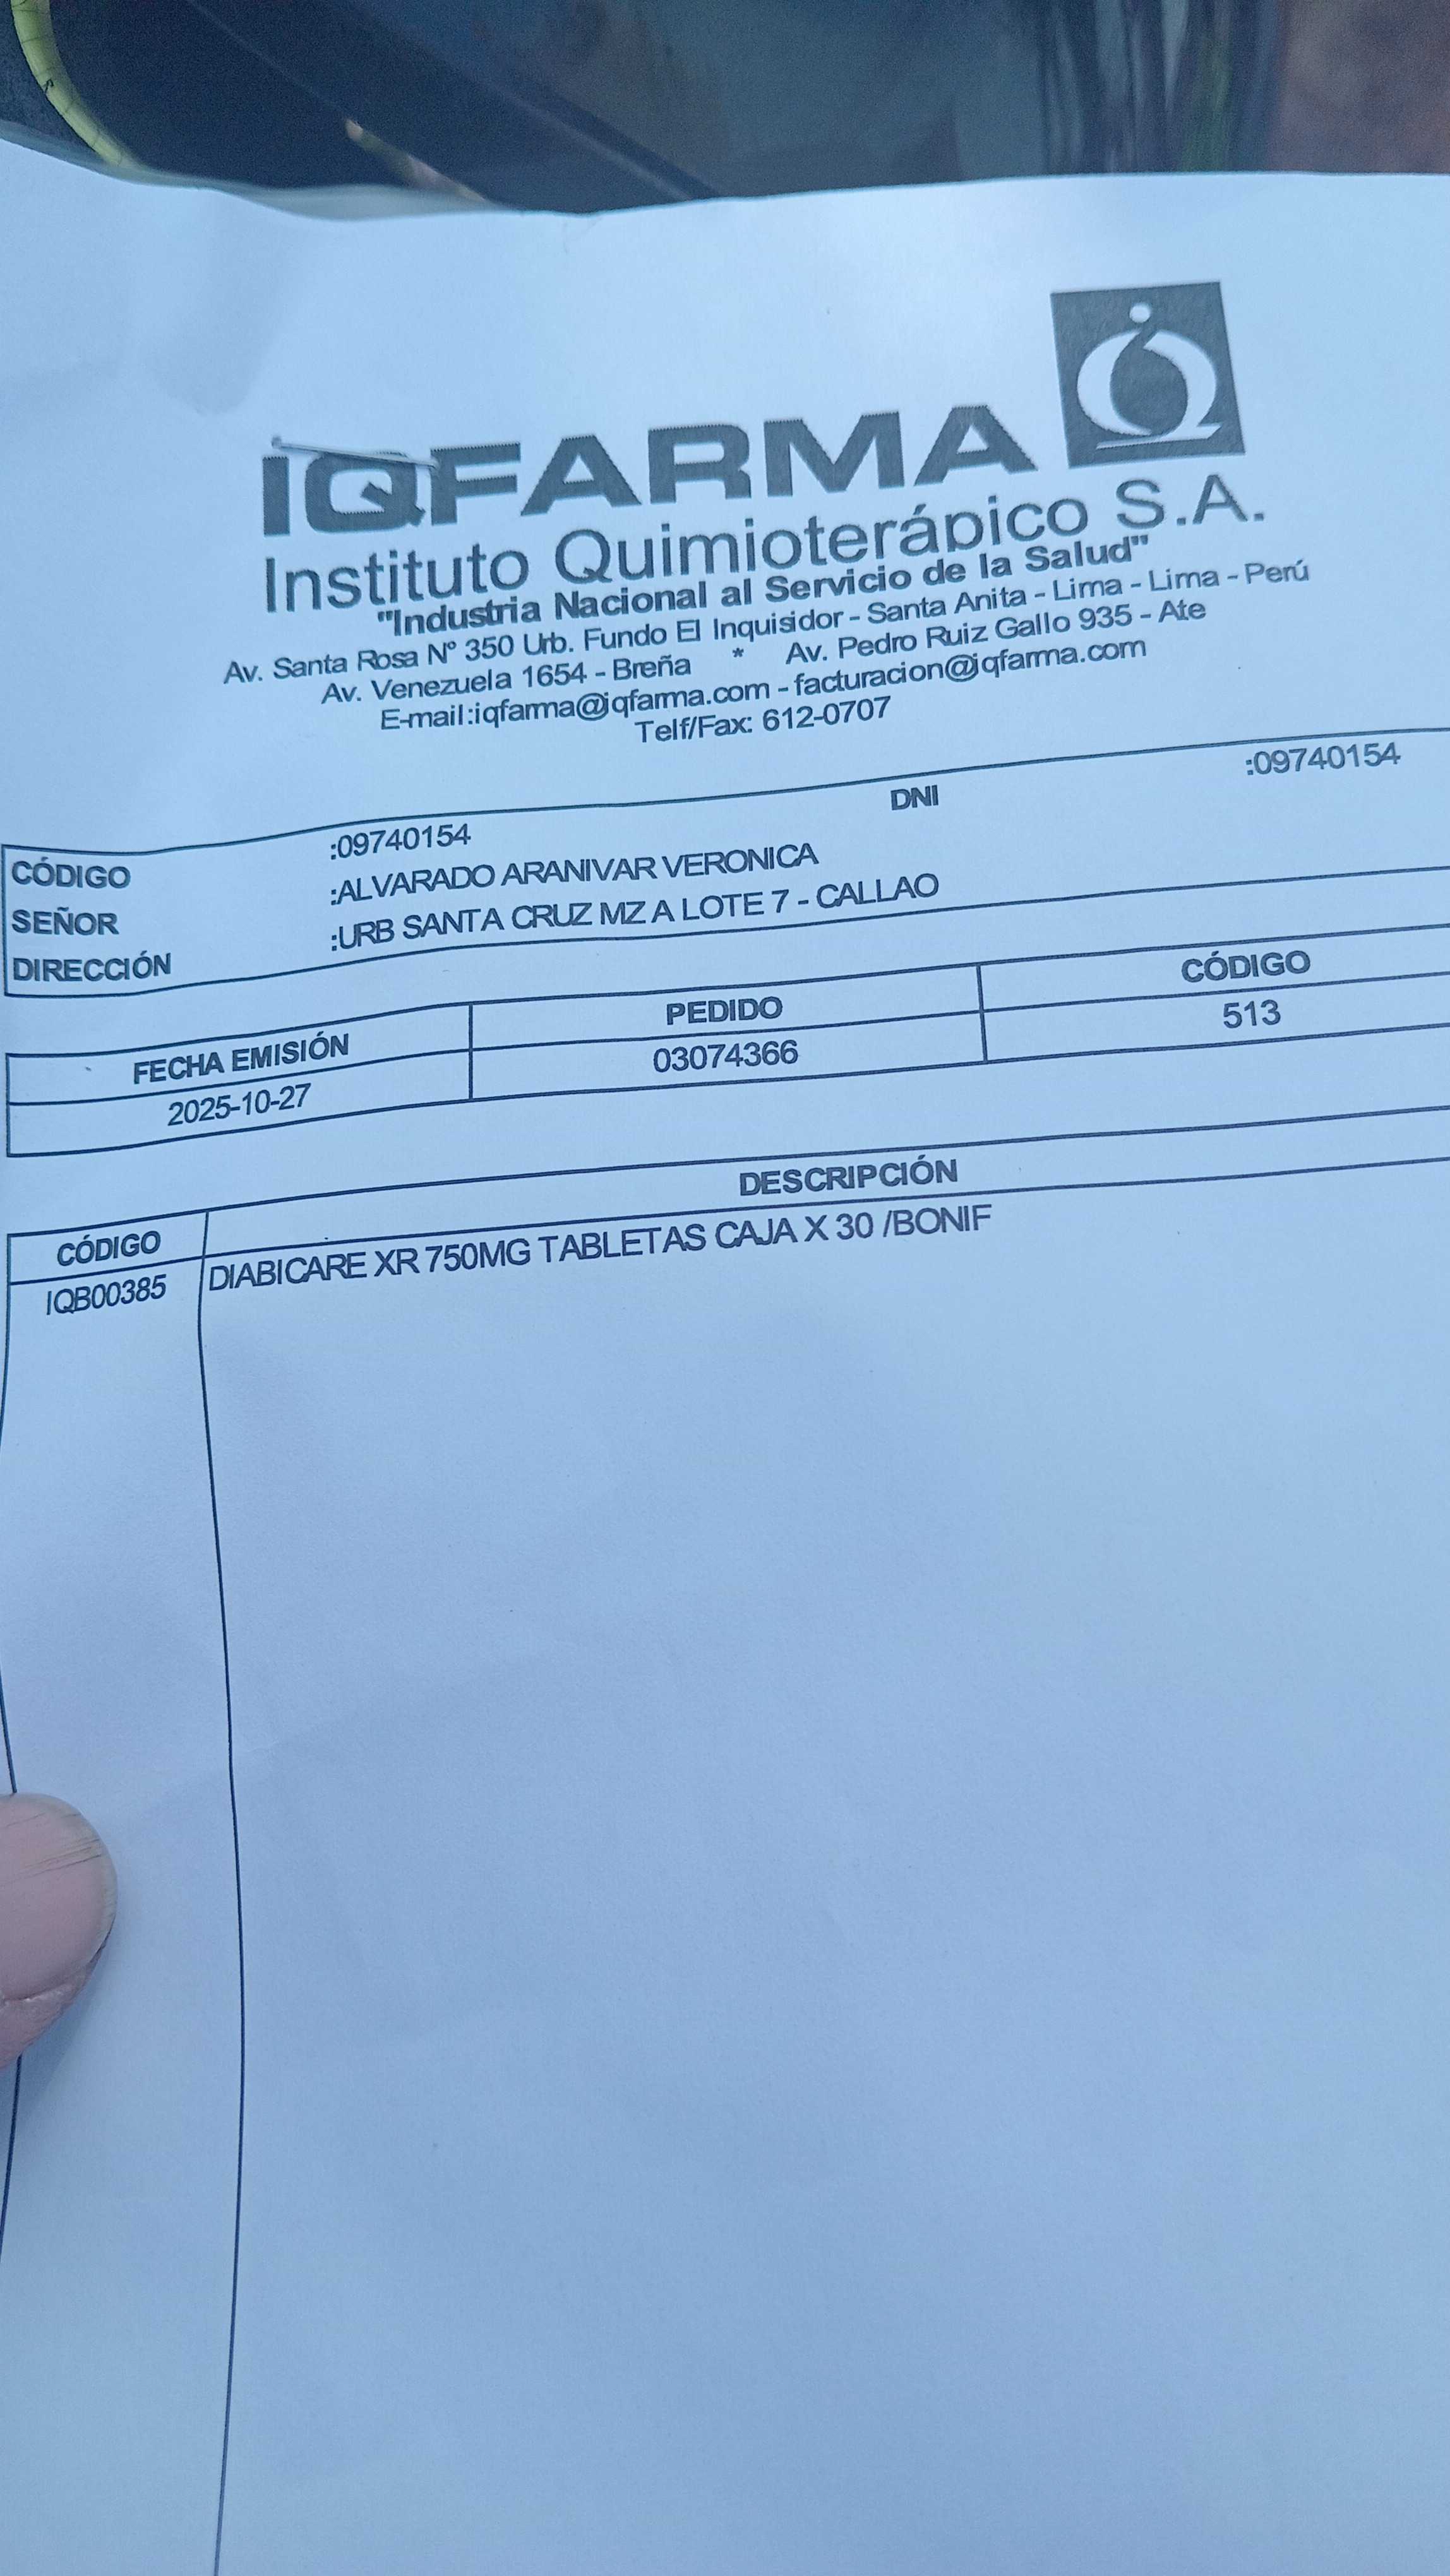 IQFARMA
Instituto Quimioterápico S.A.
"Industria Nacional al Servicio de la Salud"
Av. Santa Rosa Nº 350 Urb. Fundo El Inquisidor - Santa Anita - Lima - Lima - Perú
Av. Venezuela 1654 - Breña * Av. Pedro Ruiz Gallo 935 - Ate
E-mail:iqfarma@iqfarma.com - facturacion@iqfarma.com
Telf/Fax: 612-0707
CÓDIGO :09740154 DNI :09740154
SEÑOR :ALVARADO ARANIVAR VERONICA
DIRECCIÓN :URB SANTA CRUZ MZ A LOTE 7 - CALLAO
FECHA EMISIÓN PEDIDO CÓDIGO
2025-10-27 03074366 513
CÓDIGO DESCRIPCIÓN
IQB00385 DIABICARE XR 750MG TABLETAS CAJA X 30 /BONIF